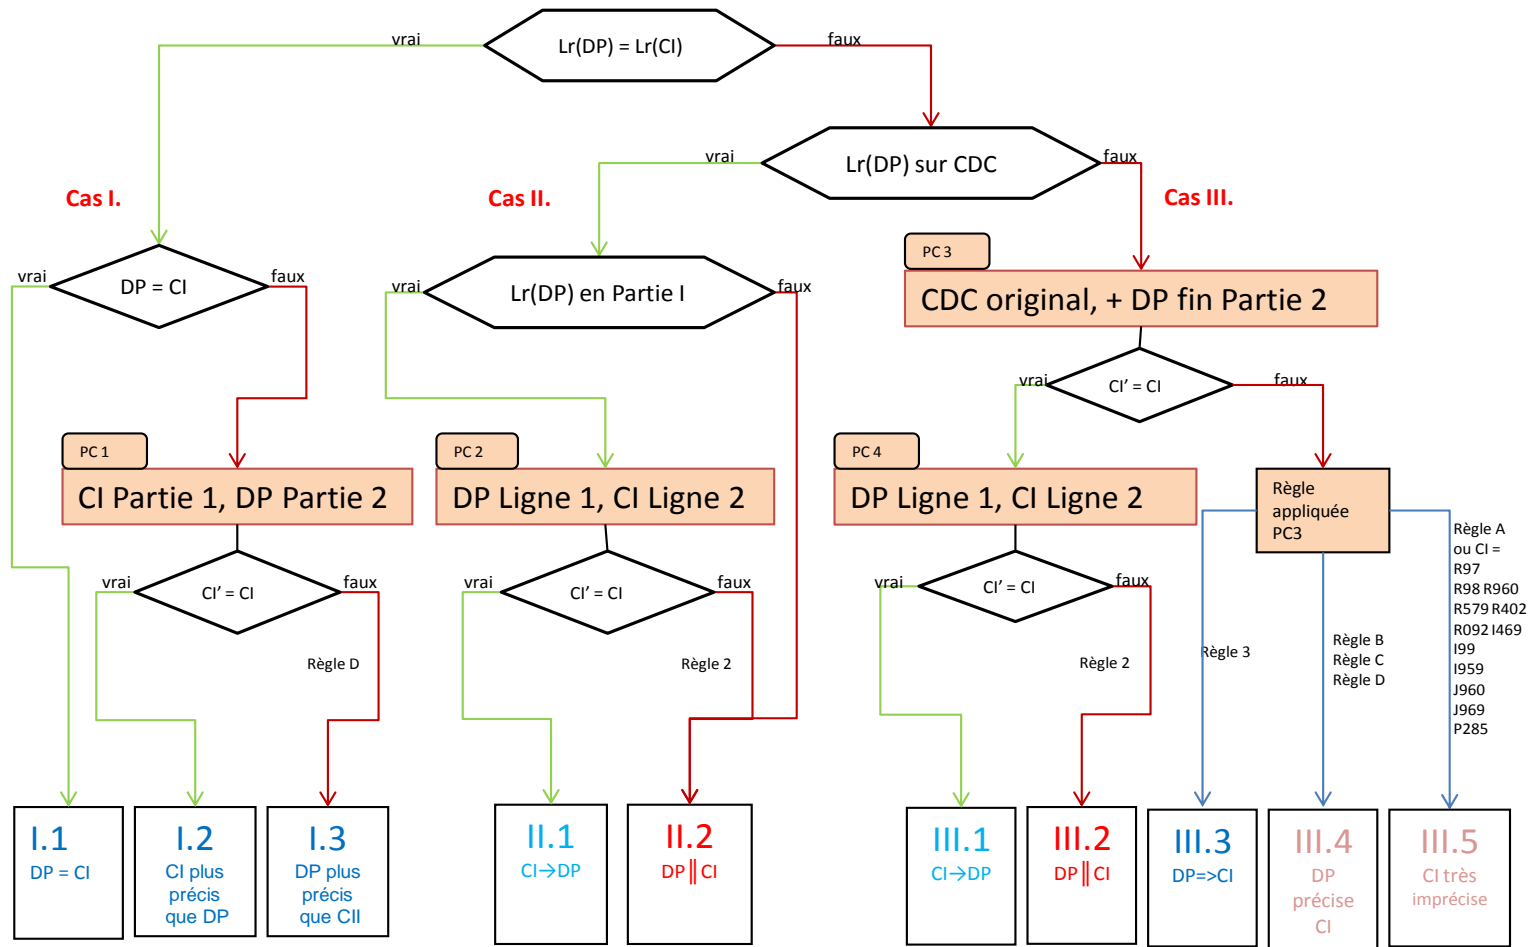 Lr(DP) = Lr(CI)
vrai
faux
Lr(DP) sur CDC
vrai
faux
Cas I.
Cas II.
Cas III.
DP = CI
vrai
faux
Lr(DP) en Partie I
vrai
faux
PC 3
CDC original, + DP fin Partie 2
CI’ = CI
vrai
faux
PC 1
CI Partie 1, DP Partie 2
PC 2
DP Ligne 1, CI Ligne 2
PC 4
DP Ligne 1, CI Ligne 2
Règle
appliquée
PC3
CI’ = CI
vrai
faux
Règle D
CI’ = CI
vrai
faux
Règle 2
CI’ = CI
vrai
faux
Règle 2
Règle 3
Règle B
Règle C
Règle D
Règle A
ou CI =
R97
R98 R960
R579 R402
R092 I469
I99
I959
J960
J969
P285
I.1
DP = CI
I.2
CI plus
précis
que DP
I.3
DP plus
précis
que CII
II.1
CI→DP
II.2
DP‖CI
III.1
CI→DP
III.2
DP‖CI
III.3
DP=>CI
III.4
DP
précise
CI
III.5
CI très
imprécise